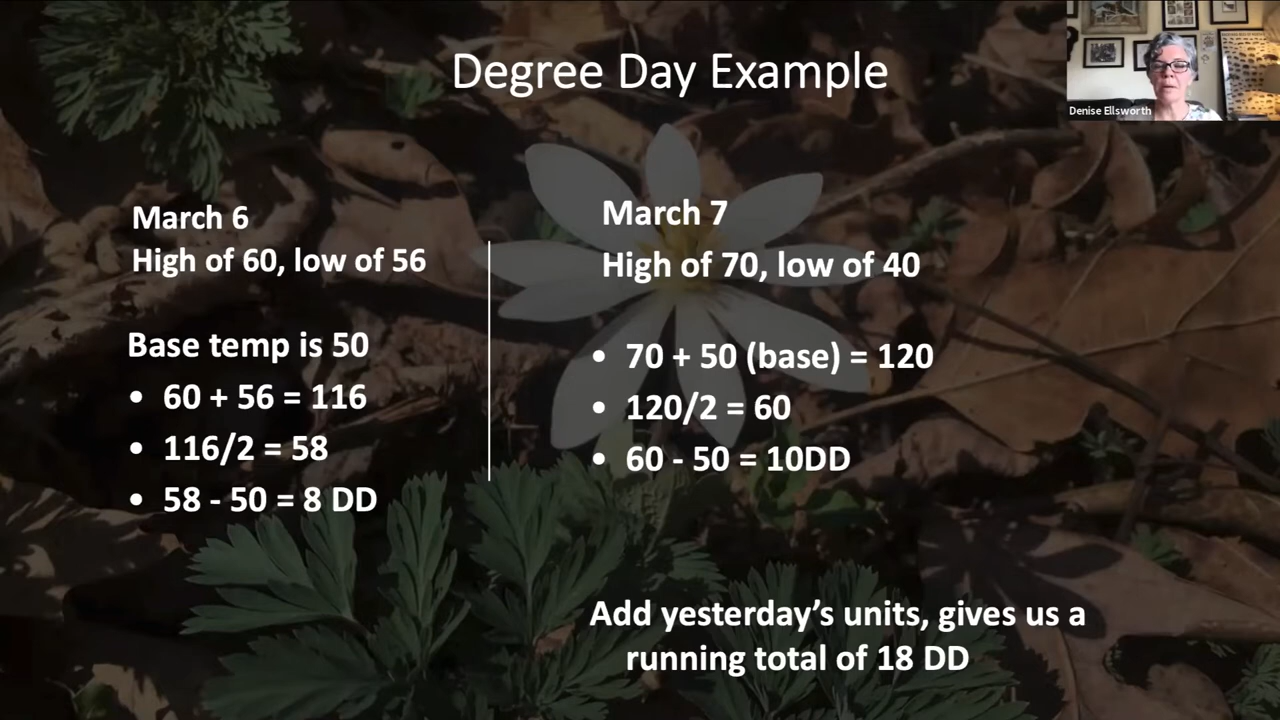 Degree Day Example
Denise Ellsworth
March 6
High of 60, low of 56
Base temp is 50
• 60 + 56 = 116
• 116/2 = 58
• 58 - 50 = 8 DD
March 7
High of 70, low of 40
• 70 + 50 (base) = 120
• 120/2 = 60
• 60 - 50 = 10DD
Add yesterday’s units, gives us a
running total of 18 DD